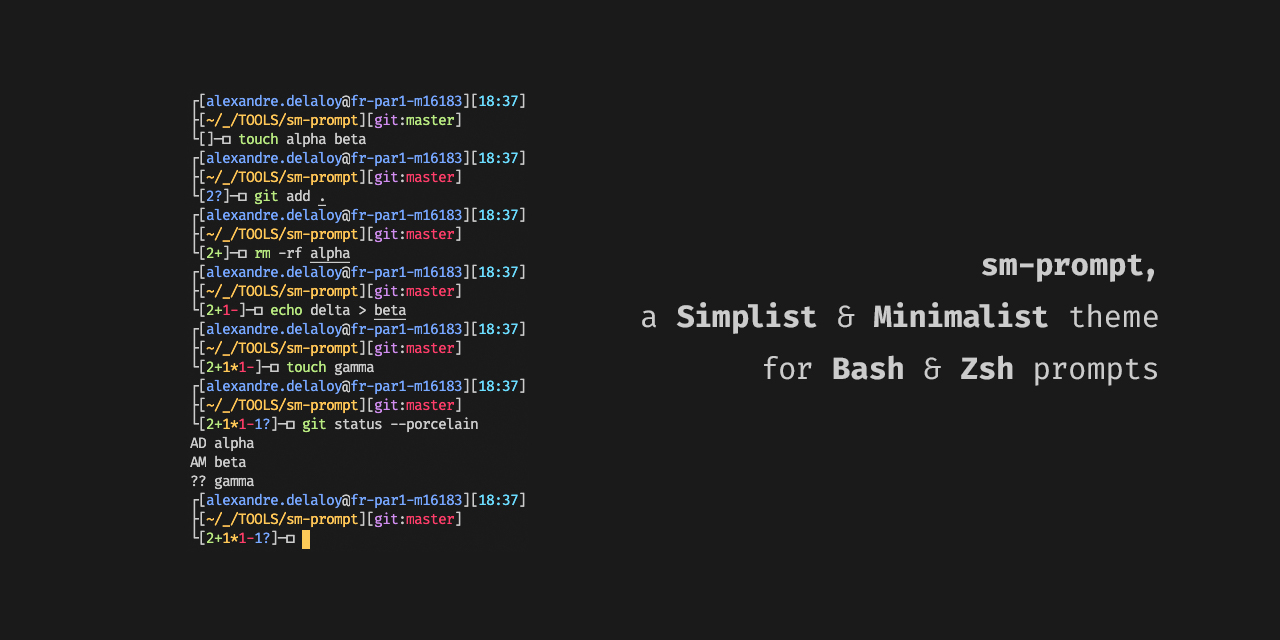 ┌[alexandre.delaloy@fr-par1-m16183][18:37]
├[~/_/TOOLS/sm-prompt][git:master]
└[]─□ touch alpha beta
┌[alexandre.delaloy@fr-par1-m16183][18:37]
├[~/_/TOOLS/sm-prompt][git:master]
└[2?]─□ git add .
┌[alexandre.delaloy@fr-par1-m16183][18:37]
├[~/_/TOOLS/sm-prompt][git:master]
└[2+]─□ rm -rf alpha
┌[alexandre.delaloy@fr-par1-m16183][18:37]
├[~/_/TOOLS/sm-prompt][git:master]
└[2+1-]─□ echo delta > beta
┌[alexandre.delaloy@fr-par1-m16183][18:37]
├[~/_/TOOLS/sm-prompt][git:master]
└[2+1*1-]─□ touch gamma
┌[alexandre.delaloy@fr-par1-m16183][18:37]
├[~/_/TOOLS/sm-prompt][git:master]
└[2+1*1-1?]─□ git status --porcelain
AD alpha
AM beta
?? gamma
┌[alexandre.delaloy@fr-par1-m16183][18:37]
├[~/_/TOOLS/sm-prompt][git:master]
└[2+1*1-1?]─□
sm-prompt,
a Simplist & Minimalist theme
for Bash & Zsh prompts